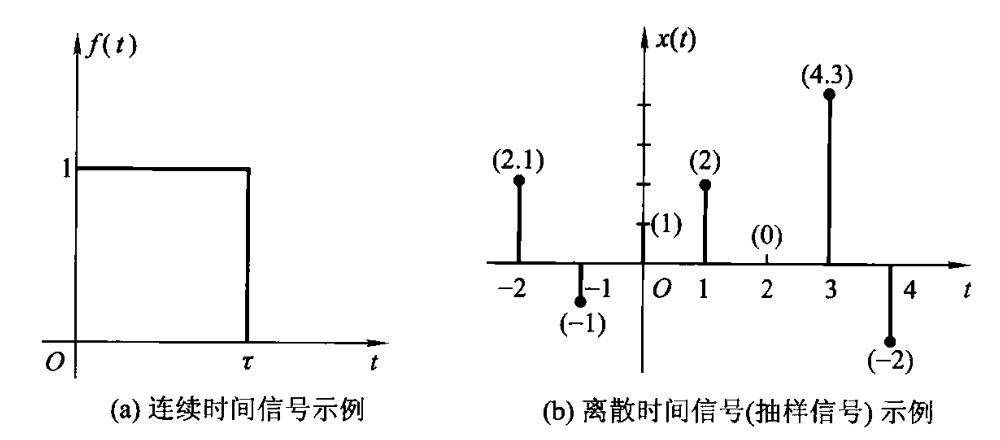 f(t)
1
O
τ
t
(a) 连续时间信号示例
x(t)
(4.3)
(2.1)
(2)
(1)
(0)
−2
−1
O
1
2
3
4
t
(−1)
(−2)
(b) 离散时间信号(抽样信号) 示例